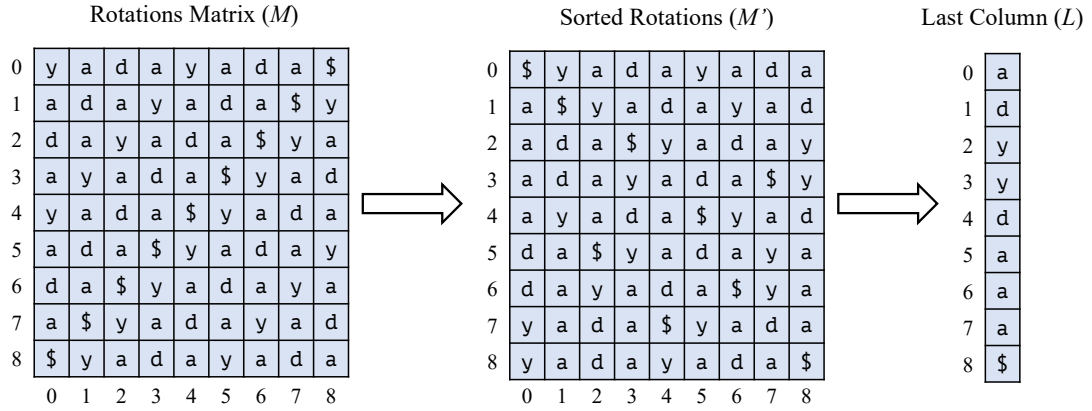 Rotations Matrix (M) Sorted Rotations (M’) Last Column (L)
0 y a d a y a d a $ 0 $ y a d a y a d a 0 a
1 a d a y a d a $ y 1 a $ y a d a y a d 1 d
2 d a y a d a $ y a 2 a d a $ y a d a y 2 y
3 a y a d a $ y a d 3 a d a y a d a $ y 3 y
4 y a d a $ y a d a 4 a y a d a $ y a d 4 d
5 a d a $ y a d a y 5 d a $ y a d a y a 5 a
6 d a $ y a d a y a 6 d a y a d a $ y a 6 a
7 a $ y a d a y a d 7 y a d a $ y a d a 7 a
8 $ y a d a y a d a 8 y a d a y a d a $ 8 $
0 1 2 3 4 5 6 7 8 0 1 2 3 4 5 6 7 8